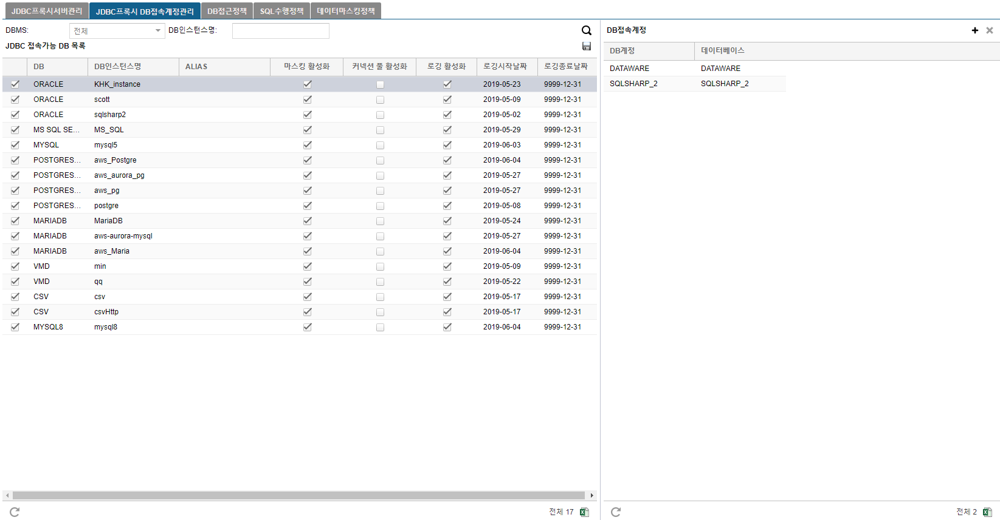 JDBC프록시서버관리 JDBC프록시 DB접속계정관리 DB접근정책 SQL수행정책 데이터마스킹정책
DBMS: 전체 DB인스턴스명:
JDBC 접속가능 DB 목록
DB DB인스턴스명 ALIAS 마스킹 활성화 커넥션 풀 활성화 로깅 활성화 로깅시작날짜 로깅종료날짜
ORACLE KHK_instance 2019-05-23 9999-12-31
ORACLE scott 2019-05-09 9999-12-31
ORACLE sqlsharp2 2019-05-02 9999-12-31
MS SQL SE... MS_SQL 2019-05-29 9999-12-31
MYSQL mysql5 2019-06-03 9999-12-31
POSTGRES... aws_Postgre 2019-06-04 9999-12-31
POSTGRES... aws_aurora_pg 2019-05-27 9999-12-31
POSTGRES... aws_pg 2019-05-27 9999-12-31
POSTGRES... postgre 2019-05-08 9999-12-31
MARIADB MariaDB 2019-05-24 9999-12-31
MARIADB aws-aurora-mysql 2019-05-27 9999-12-31
MARIADB aws_Maria 2019-06-04 9999-12-31
VMD min 2019-05-09 9999-12-31
VMD qq 2019-05-22 9999-12-31
CSV csv 2019-05-17 9999-12-31
CSV csvHttp 2019-05-17 9999-12-31
MYSQL8 mysql8 2019-06-04 9999-12-31
전체 17
DB접속계정
DB계정 데이터베이스
DATAWARE DATAWARE
SQLSHARP_2 SQLSHARP_2
전체 2